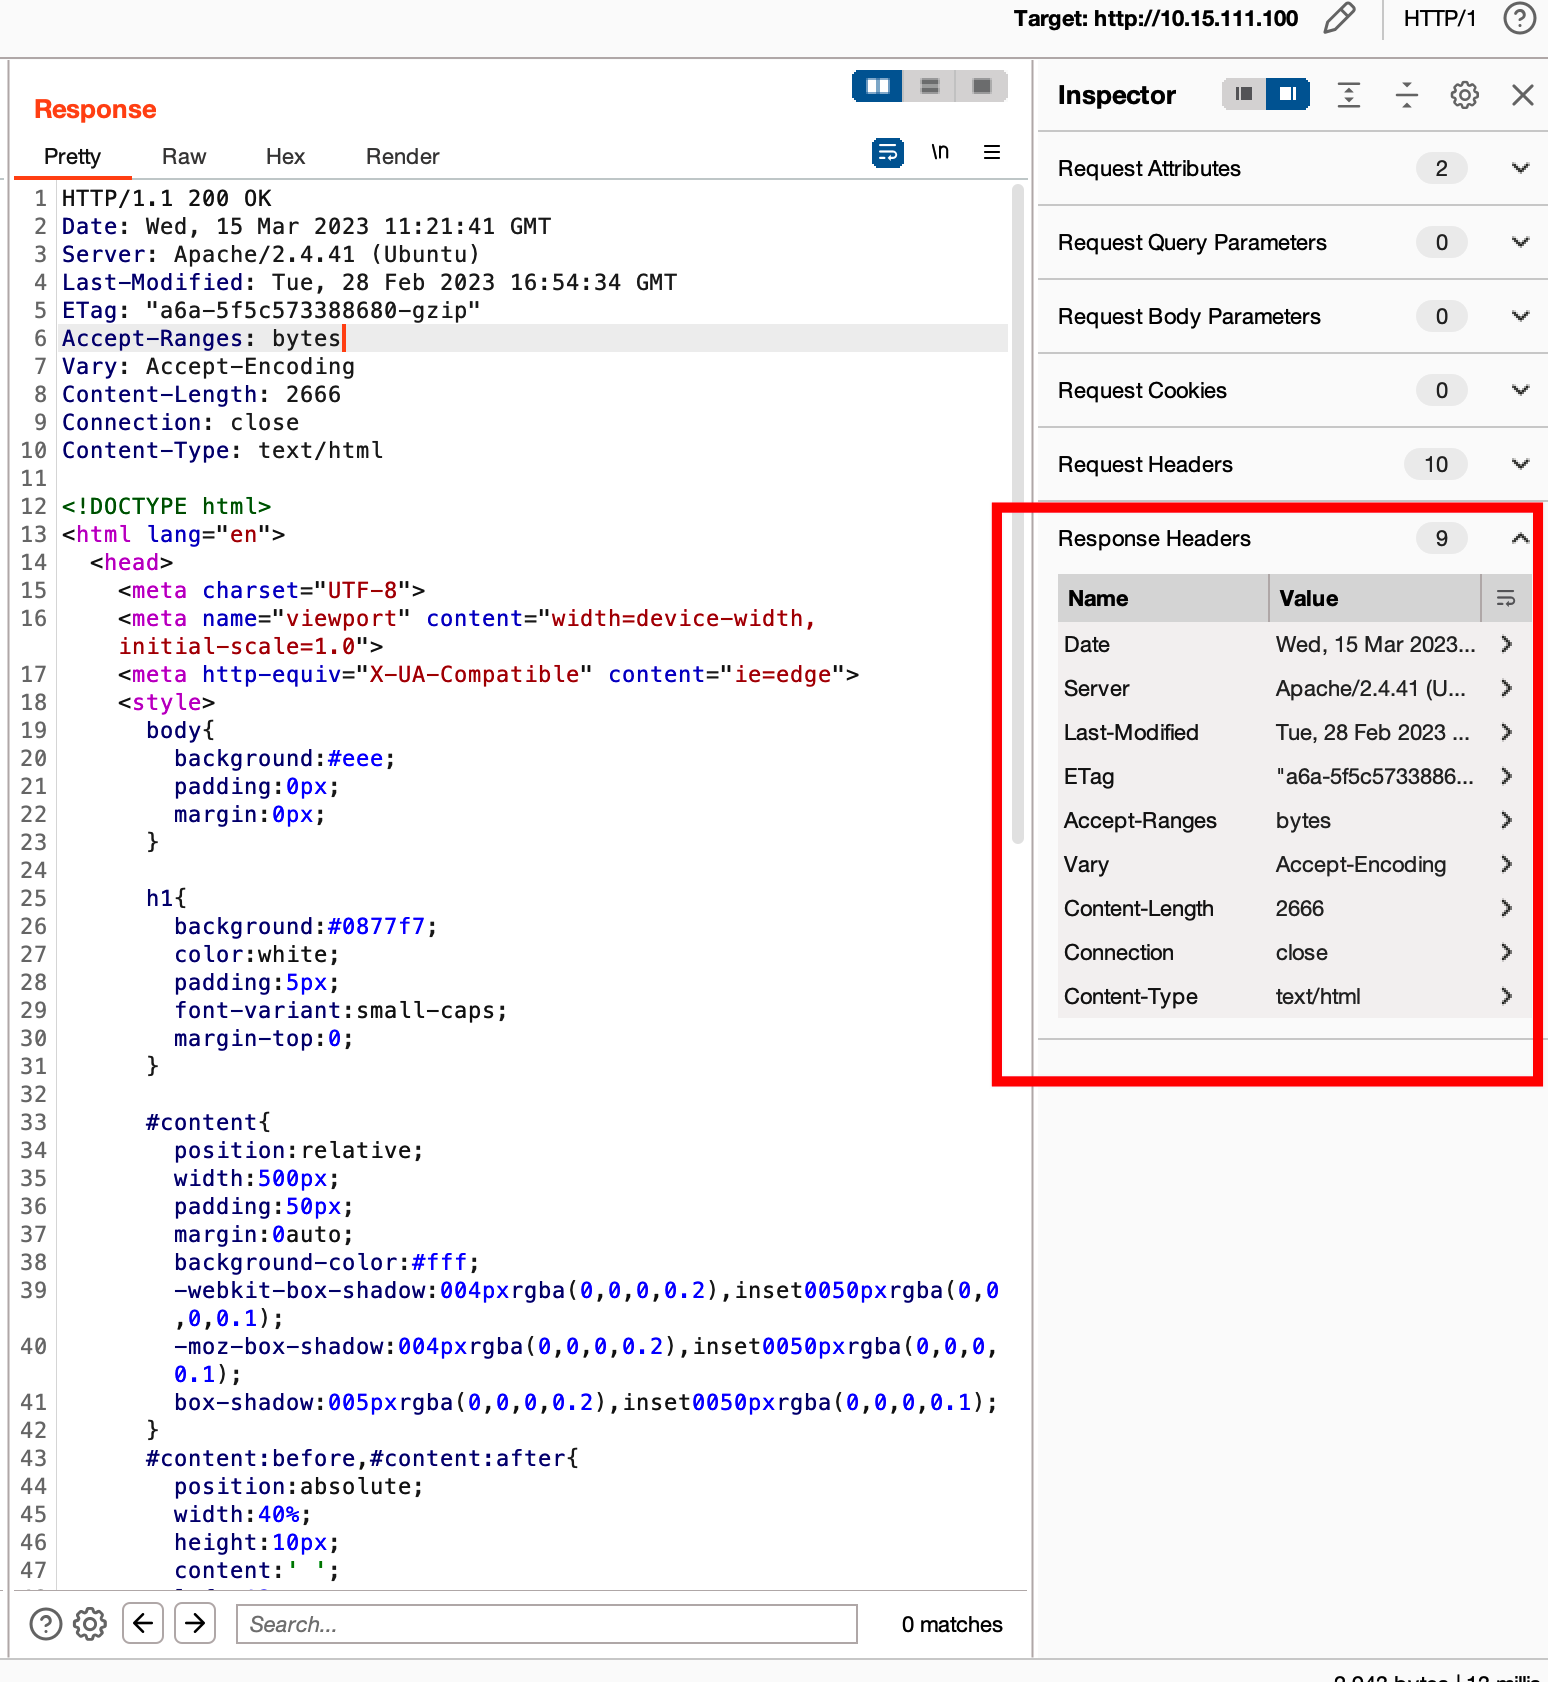 Target: http://10.15.111.100 HTTP/1
Response
Pretty Raw Hex Render \n
1 HTTP/1.1 200 OK
2 Date: Wed, 15 Mar 2023 11:21:41 GMT
3 Server: Apache/2.4.41 (Ubuntu)
4 Last-Modified: Tue, 28 Feb 2023 16:54:34 GMT
5 ETag: "a6a-5f5c573388680-gzip"
6 Accept-Ranges: bytes
7 Vary: Accept-Encoding
8 Content-Length: 2666
9 Connection: close
10 Content-Type: text/html
11
12 <!DOCTYPE html>
13 <html lang="en">
14 <head>
15 <meta charset="UTF-8">
16 <meta name="viewport" content="width=device-width,
initial-scale=1.0">
17 <meta http-equiv="X-UA-Compatible" content="ie=edge">
18 <style>
19 body{
20 background:#eee;
21 padding:0px;
22 margin:0px;
23 }
24
25 h1{
26 background:#0877f7;
27 color:white;
28 padding:5px;
29 font-variant:small-caps;
30 margin-top:0;
31 }
32
33 #content{
34 position:relative;
35 width:500px;
36 padding:50px;
37 margin:0auto;
38 background-color:#fff;
39 -webkit-box-shadow:004pxrgba(0,0,0,0.2),inset0050pxrgba(0,0
,0,0.1);
40 -moz-box-shadow:004pxrgba(0,0,0,0.2),inset0050pxrgba(0,0,0,
0.1);
41 box-shadow:005pxrgba(0,0,0,0.2),inset0050pxrgba(0,0,0,0.1);
42 }
43 #content:before,#content:after{
44 position:absolute;
45 width:40%;
46 height:10px;
47 content:' ';
Search...
0 matches
Inspector
Request Attributes 2
Request Query Parameters 0
Request Body Parameters 0
Request Cookies 0
Request Headers 10
Response Headers 9
Name Value
Date Wed, 15 Mar 2023...
Server Apache/2.4.41 (U...
Last-Modified Tue, 28 Feb 2023 ...
ETag "a6a-5f5c5733886...
Accept-Ranges bytes
Vary Accept-Encoding
Content-Length 2666
Connection close
Content-Type text/html